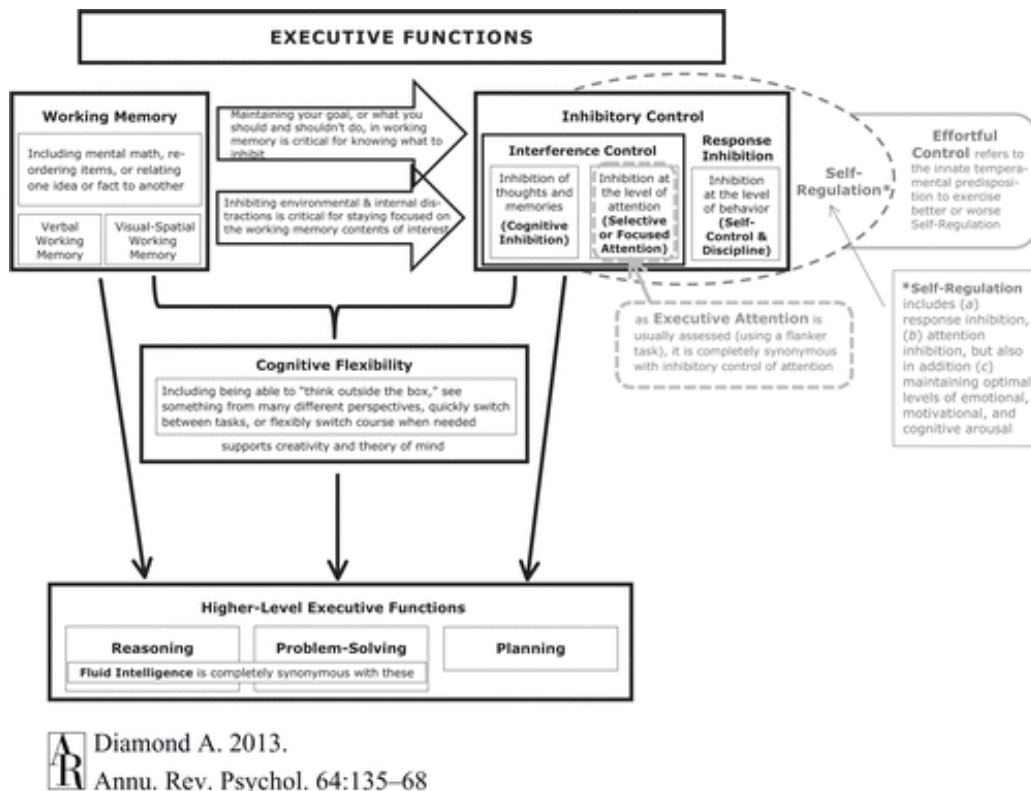 EXECUTIVE FUNCTIONS
Working Memory
Including mental math, re-
ordering items, or relating
one idea or fact to another
Verbal
Working
Memory
Visual-Spatial
Working
Memory
Maintaining your goal, or what you
should and shouldn't do, in working
memory is critical for knowing what to
inhibit
Inhibiting environmental & internal dis-
tractions is critical for staying focused on
the working memory contents of interest
Inhibitory Control
Interference Control
Inhibition of
thoughts and
memories
(Cognitive
Inhibition)
Inhibition at
the level of
attention
(Selective
or Focused
Attention)
Response
Inhibition
Inhibition
at the level
of behavior
(Self-
Control &
Discipline)
Self-
Regulation*
Effortful
Control refers to
the innate tempera-
mental predisposi-
tion to exercise
better or worse
Self-Regulation
*Self-Regulation
includes (a)
response inhibition,
(b) attention
inhibition, but also
in addition (c)
maintaining optimal
levels of emotional,
motivational, and
cognitive arousal
as Executive Attention is
usually assessed (using a flanker
task), it is completely synonymous
with inhibitory control of attention
Cognitive Flexibility
Including being able to "think outside the box," see
something from many different perspectives, quickly switch
between tasks, or flexibly switch course when needed
supports creativity and theory of mind
Higher-Level Executive Functions
Reasoning
Problem-Solving
Planning
Fluid Intelligence is completely synonymous with these
AR
Diamond A. 2013.
Annu. Rev. Psychol. 64:135–68